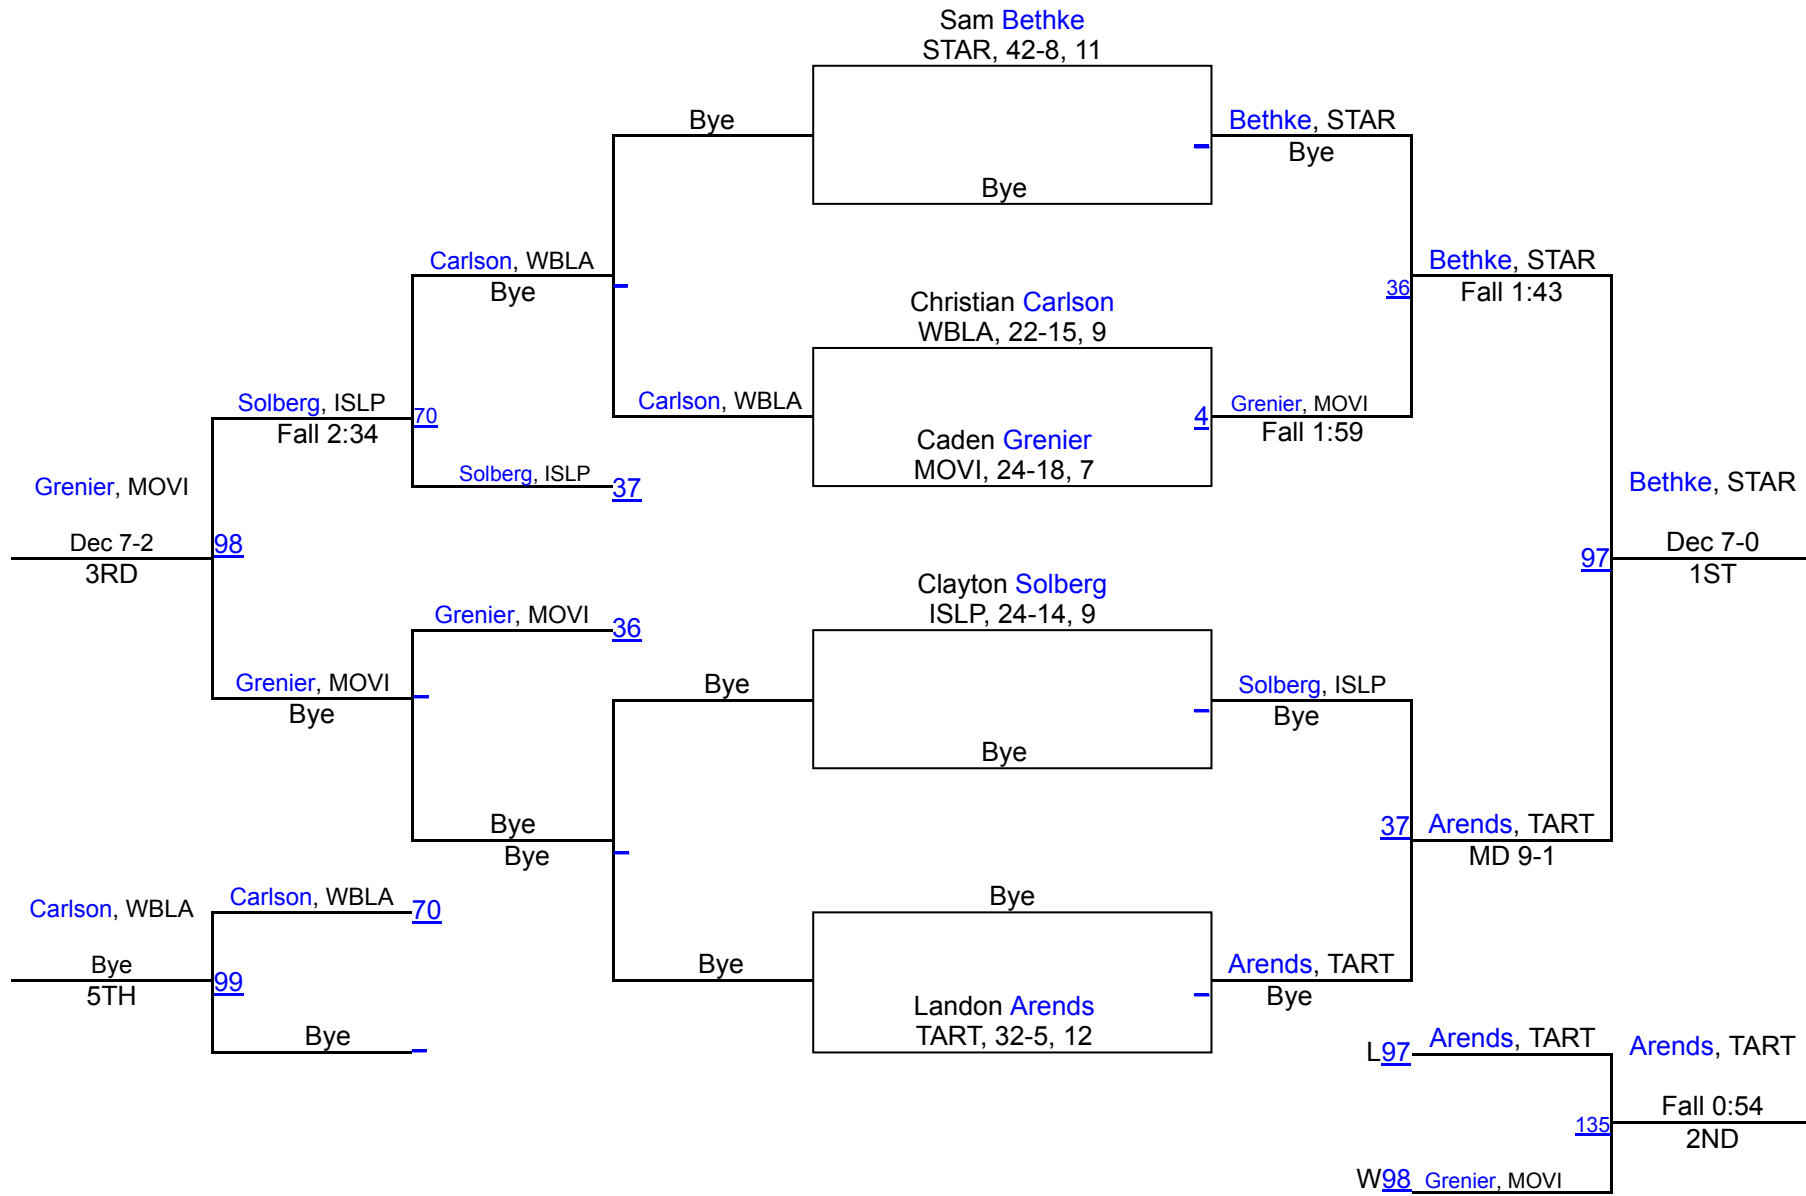 Sam Bethke
STAR, 42-8, 11
Bye
Bethke, STAR
Bye
Bye
Carlson, WBLA
Bye
Bethke, STAR
36
Fall 1:43
Christian Carlson
WBLA, 22-15, 9
Solberg, ISLP
70
Fall 2:34
Carlson, WBLA
4
Grenier, MOVI
Fall 1:59
Caden Grenier
MOVI, 24-18, 7
Solberg, ISLP
37
Grenier, MOVI
Bethke, STAR
Dec 7-2
98
3RD
97
Dec 7-0
1ST
Clayton Solberg
ISLP, 24-14, 9
Grenier, MOVI
36
Grenier, MOVI
Bye
Bye
Solberg, ISLP
Bye
Bye
Bye
Bye
37
Arends, TART
MD 9-1
Carlson, WBLA
Carlson, WBLA
70
Bye
Bye
99
5TH
Bye
Arends, TART
Bye
Landon Arends
TART, 32-5, 12
Bye
L97
Arends, TART
Arends, TART
Fall 0:54
135
2ND
W98
Grenier, MOVI